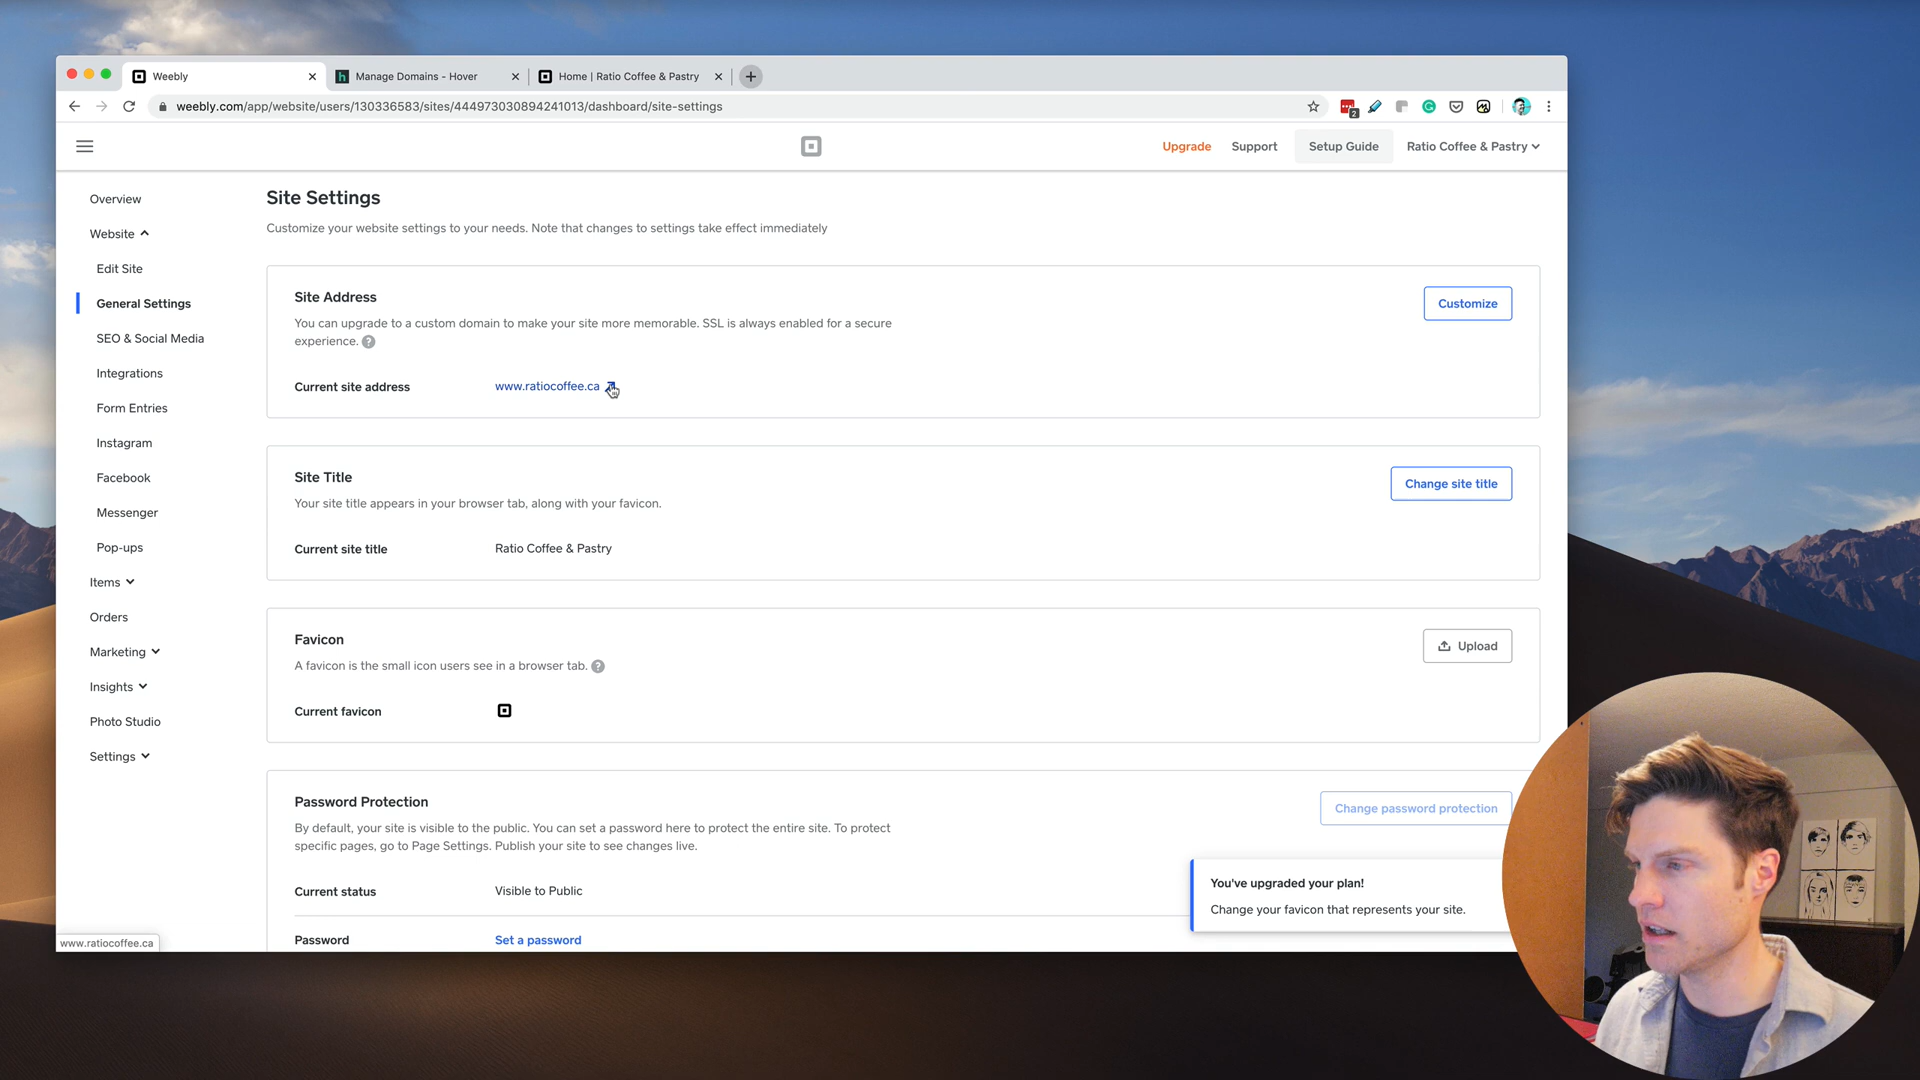 Weebly
Manage Domains - Hover
Home | Ratio Coffee & Pastry
weebly.com/app/website/users/130336583/sites/444973030894241013/dashboard/site-settings
2
Upgrade
Support
Setup Guide
Ratio Coffee & Pastry
Overview
Website
Edit Site
General Settings
SEO & Social Media
Integrations
Form Entries
Instagram
Facebook
Messenger
Pop-ups
Items
Orders
Marketing
Insights
Photo Studio
Settings
Site Settings
Customize your website settings to your needs. Note that changes to settings take effect immediately
Site Address
Customize
You can upgrade to a custom domain to make your site more memorable. SSL is always enabled for a secure
experience. ?
Current site address
www.ratiocoffee.ca
Site Title
Change site title
Your site title appears in your browser tab, along with your favicon.
Current site title
Ratio Coffee & Pastry
Favicon
Upload
A favicon is the small icon users see in a browser tab. ?
Current favicon
Password Protection
Change password protection
By default, your site is visible to the public. You can set a password here to protect the entire site. To protect
specific pages, go to Page Settings. Publish your site to see changes live.
Current status
Visible to Public
Password
Set a password
You've upgraded your plan!
Change your favicon that represents your site.
www.ratiocoffee.ca